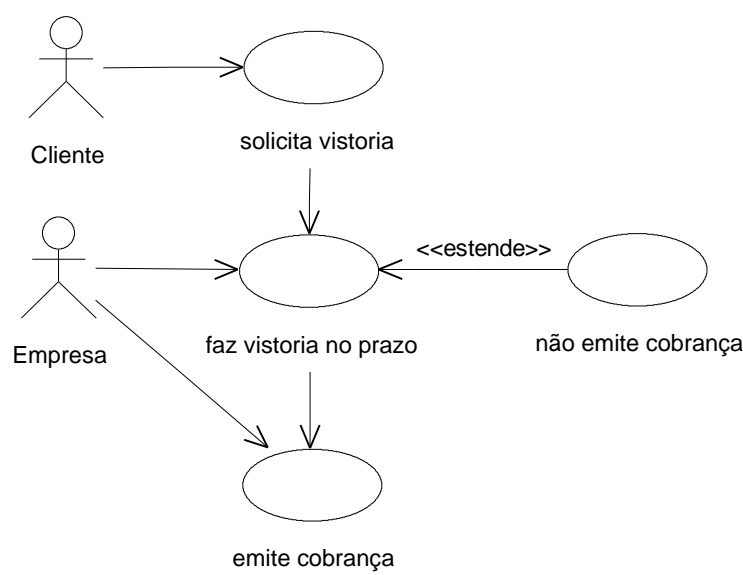 Cliente
solicita vistoria
<<estende>>
Empresa
faz vistoria no prazo
não emite cobrança
emite cobrança